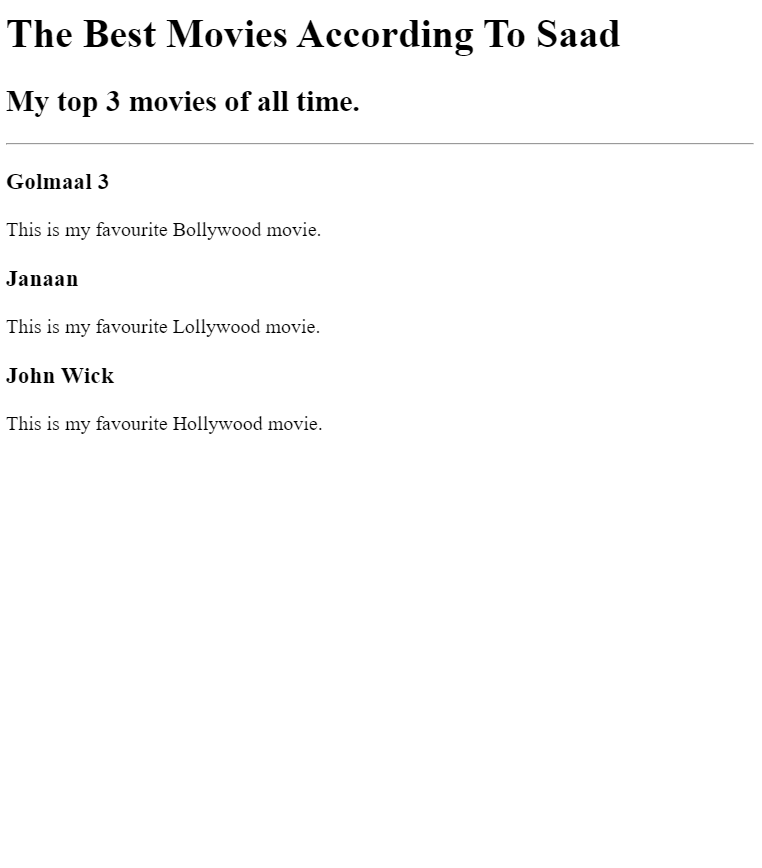 The Best Movies According To Saad
My top 3 movies of all time.
Golmaal 3
This is my favourite Bollywood movie.
Janaan
This is my favourite Lollywood movie.
John Wick
This is my favourite Hollywood movie.